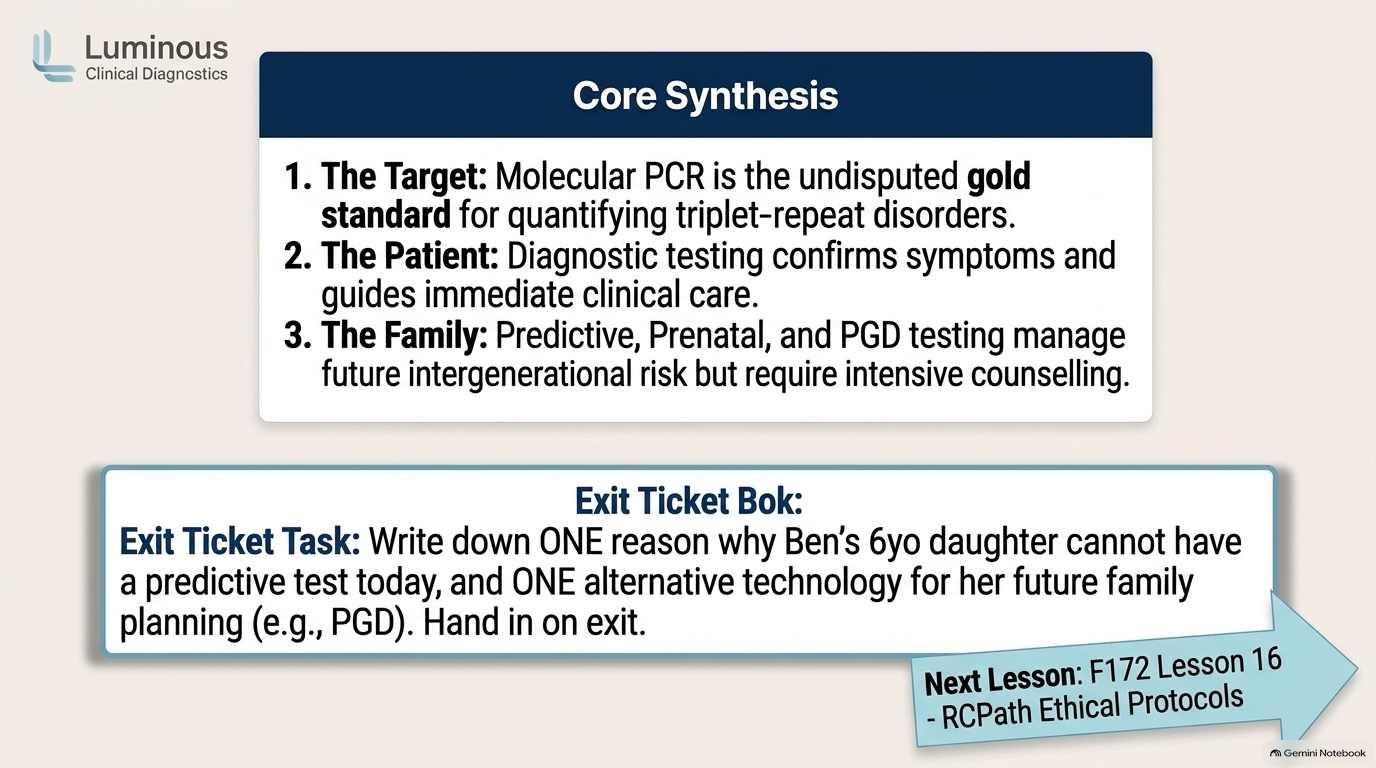 Luminous
Clinical Diagnostics
Core Synthesis
1. The Target: Molecular PCR is the undisputed gold
standard for quantifying triplet-repeat disorders.
2. The Patient: Diagnostic testing confirms symptoms and
guides immediate clinical care.
3. The Family: Predictive, Prenatal, and PGD testing manage
future intergenerational risk but require intensive counselling.
Exit Ticket Bok:
Exit Ticket Task: Write down ONE reason why Ben's 6yo daughter cannot have
a predictive test today, and ONE alternative technology for her future family
planning (e.g., PGD). Hand in on exit.
Next Lesson: F172 Lesson 16
- RCPath Ethical Protocols
Gemini Notebook